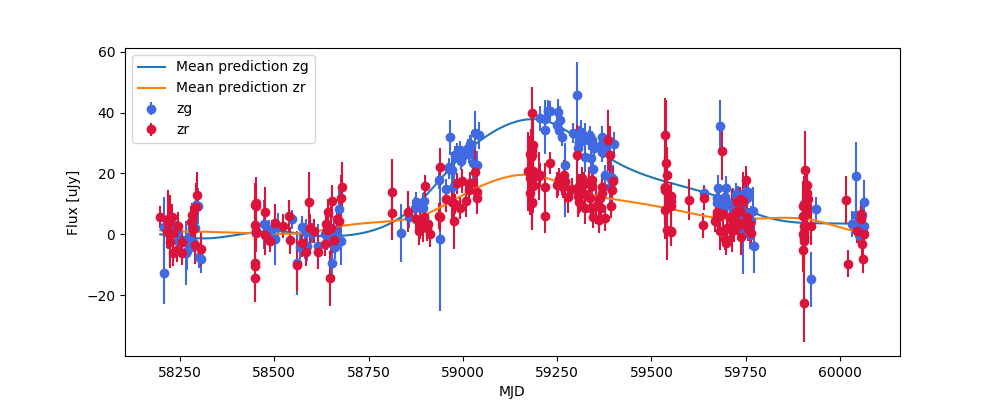 Mean prediction zg
Mean prediction zr
zg
zr
Flux [uJy]
60
40
20
0
−20
58250 58500 58750 59000 59250 59500 59750 60000
MJD